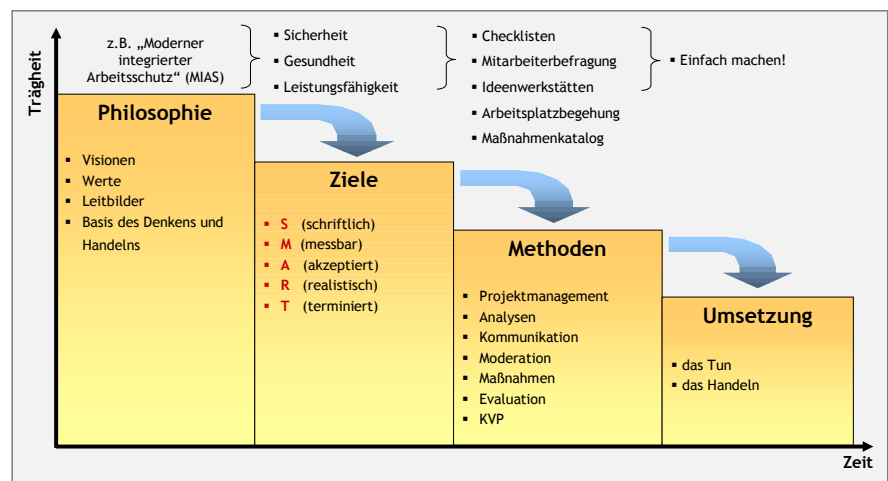 Trägheit
z.B. „Moderner
integrierter
Arbeitsschutz“ (MIAS)
▪ Sicherheit
▪ Gesundheit
▪ Leistungsfähigkeit
▪ Checklisten
▪ Mitarbeiterbefragung
▪ Ideenwerkstätten
▪ Arbeitsplatzbegehung
▪ Maßnahmenkatalog
▪ Einfach machen!
Philosophie
▪ Visionen
▪ Werte
▪ Leitbilder
▪ Basis des Denkens und
Handelns
Ziele
▪ S (schriftlich)
▪ M (messbar)
▪ A (akzeptiert)
▪ R (realistisch)
▪ T (terminiert)
Methoden
▪ Projektmanagement
▪ Analysen
▪ Kommunikation
▪ Moderation
▪ Maßnahmen
▪ Evaluation
▪ KVP
Umsetzung
▪ das Tun
▪ das Handeln
Zeit